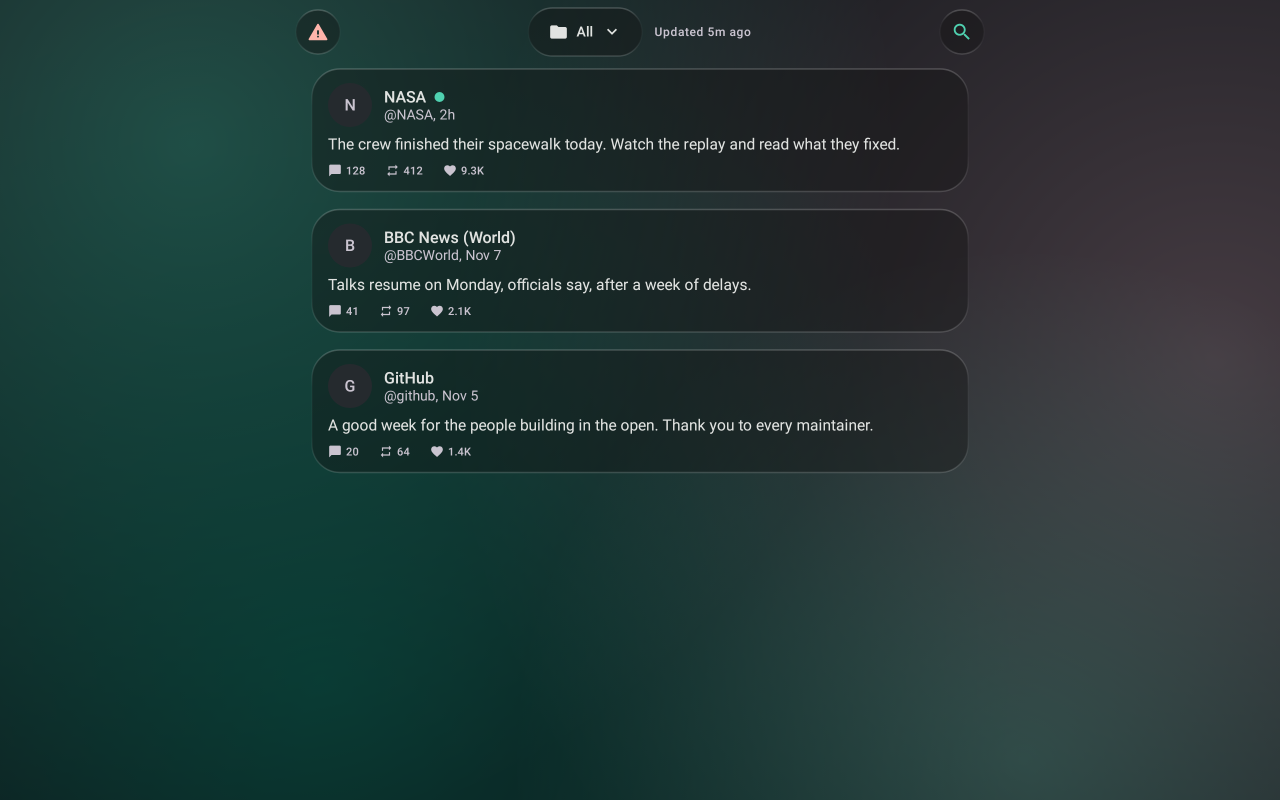 All
Updated 5m ago
N
NASA
@NASA, 2h
The crew finished their spacewalk today. Watch the replay and read what they fixed.
128 412 9.3K
B
BBC News (World)
@BBCWorld, Nov 7
Talks resume on Monday, officials say, after a week of delays.
41 97 2.1K
G
GitHub
@github, Nov 5
A good week for the people building in the open. Thank you to every maintainer.
20 64 1.4K